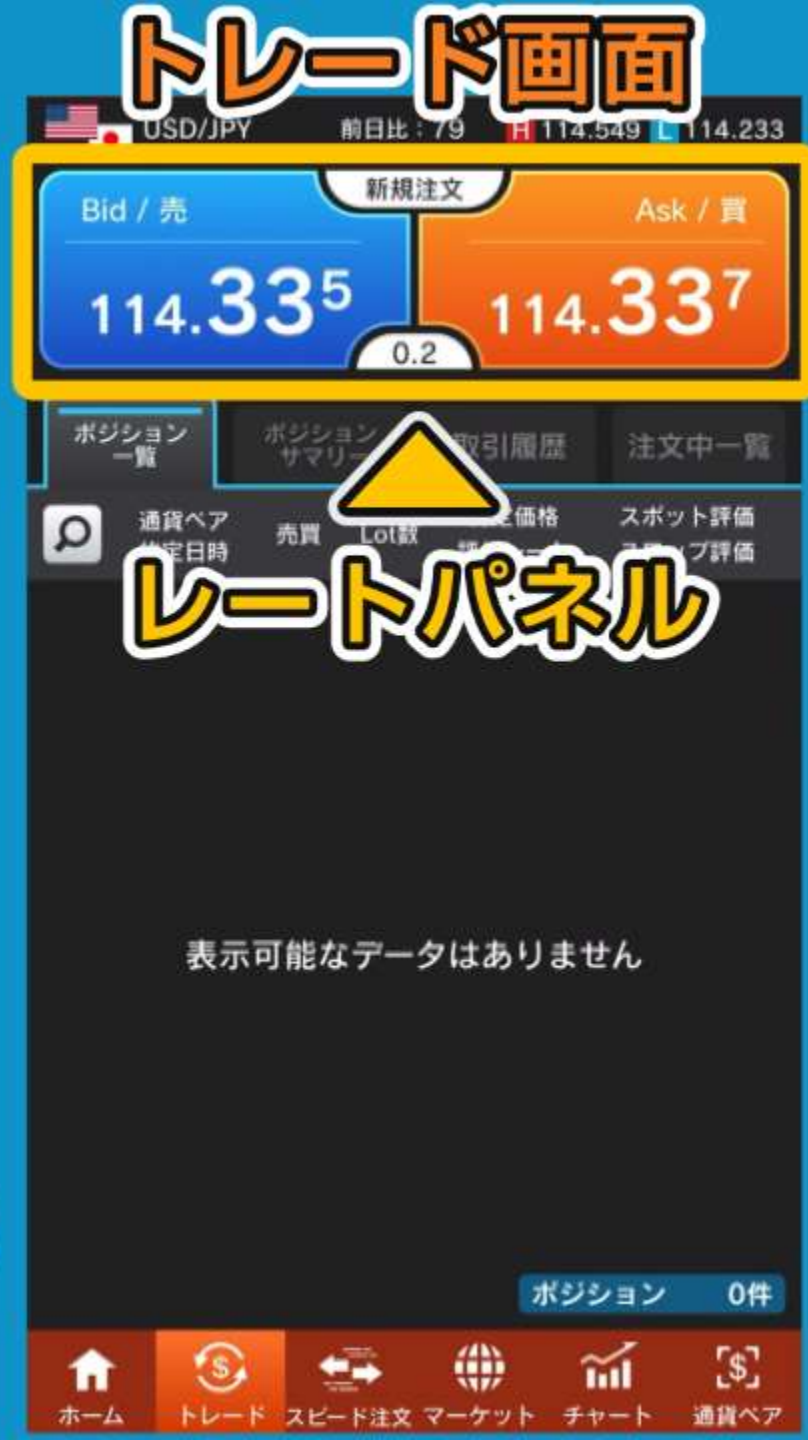 トレード画面
USD/JPY 前日比：79 H 114.549 L 114.233
新規注文
Bid / 売 Ask / 買
114.335 114.337
0.2
ポジション一覧 ポジションサマリー 取引履歴 注文中一覧
通貨ペア 売買 Lot数 価格 スポット評価
日時 評価
レートパネル
表示可能なデータはありません
ポジション 0件
ホーム トレード スピード注文 マーケット チャート 通貨ペア